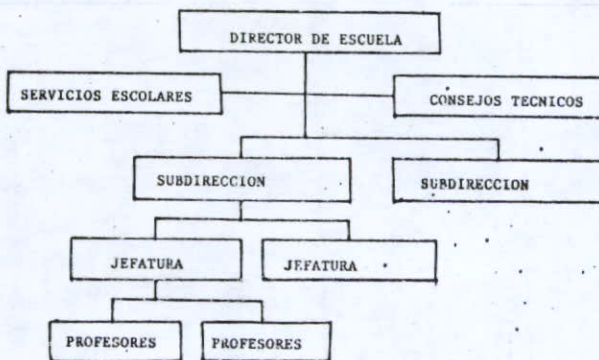 DIRECTOR DE ESCUELA
SERVICIOS ESCOLARES
CONSEJOS TECNICOS
SUBDIRECCION
SUBDIRECCION
JEFATURA
JEFATURA
PROFESORES
PROFESORES